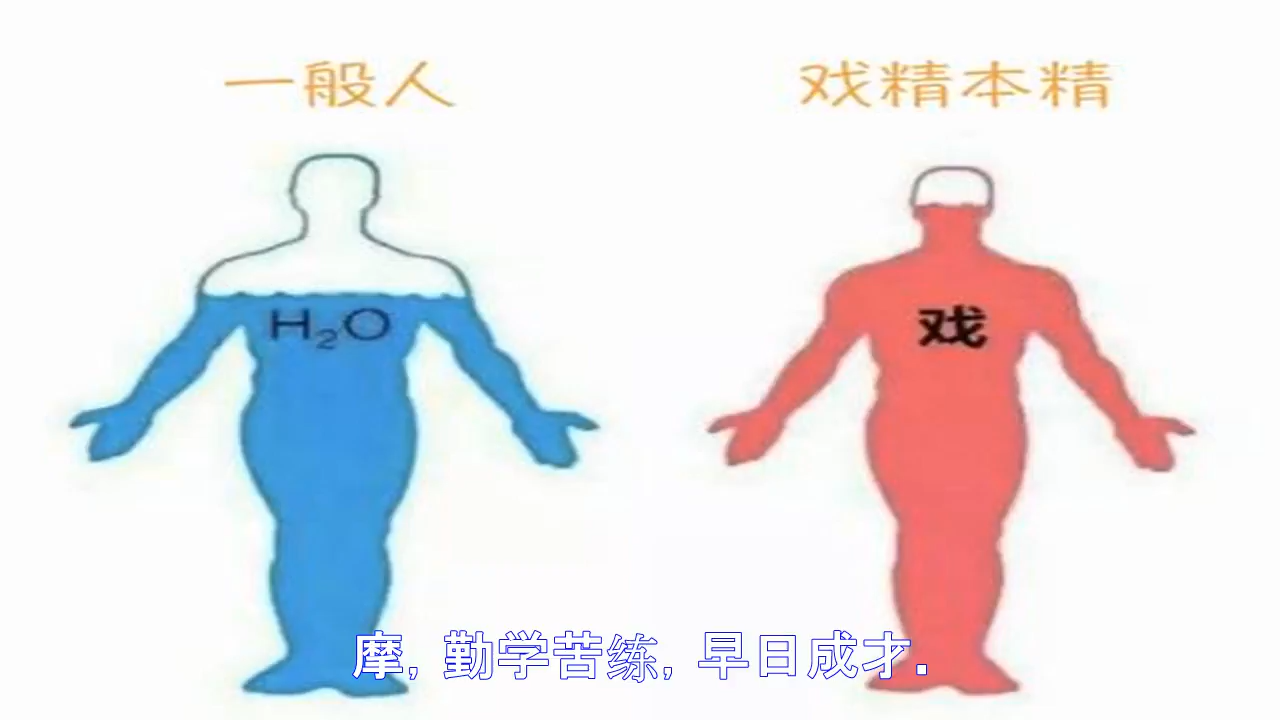 一般人
戏精本精
H₂O
戏
摩, 勤学苦练, 早日成才.